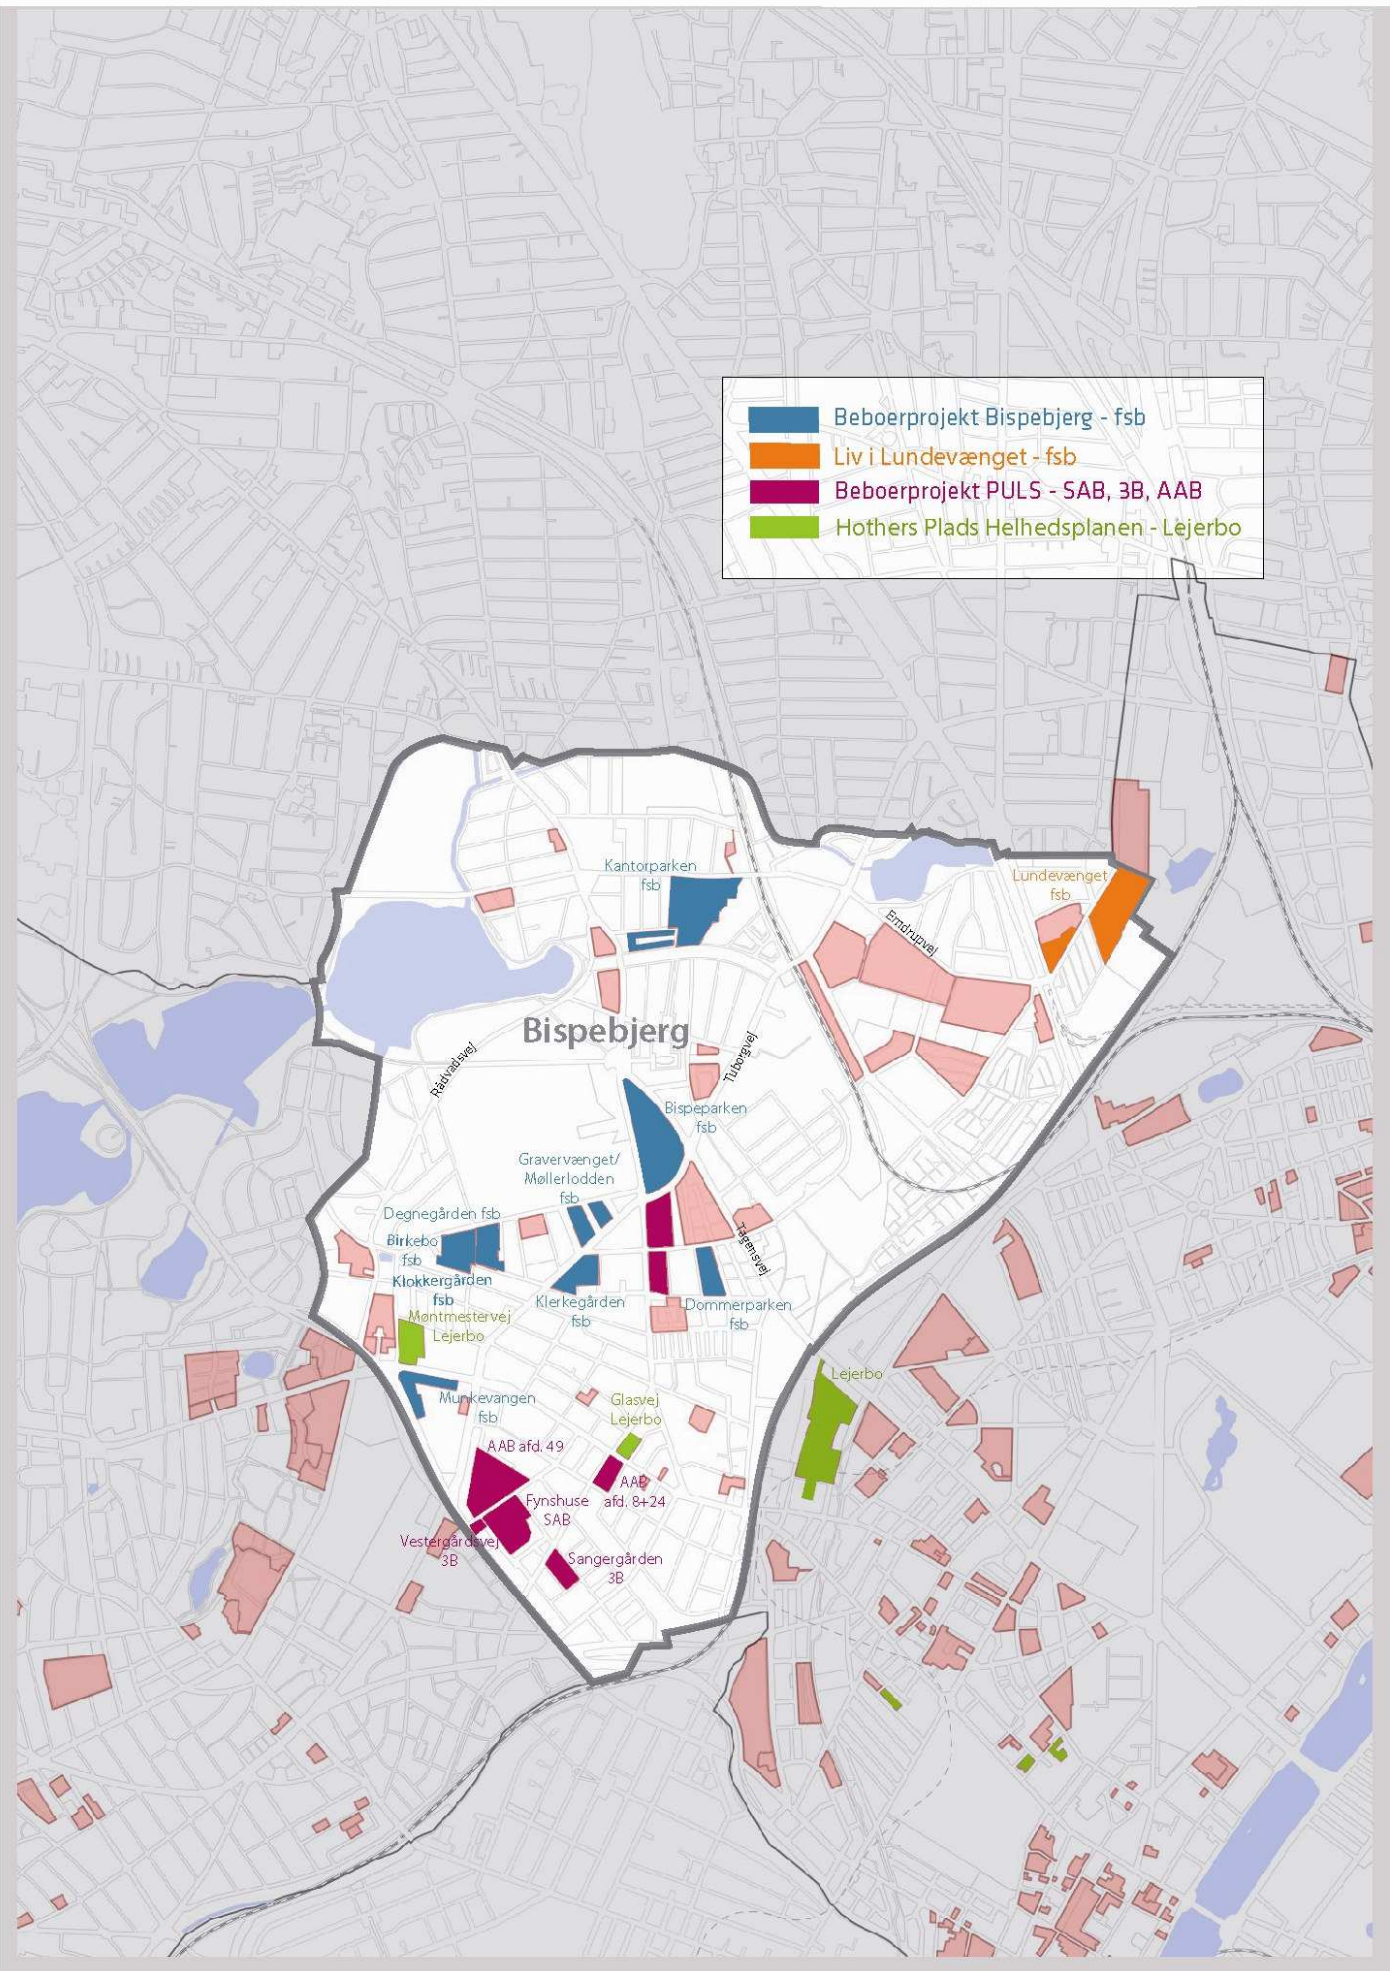 Beboerprojekt Bispebjerg - fsb
Liv i Lundevænget - fsb
Beboerprojekt PULS - SAB, 3B, AAB
Hothers Plads Helhedsplanen - Lejerbo
Kantorparken
fsb
Lundevænget
fsb
Emdrupvej
Bispebjerg
Rådvadsvej
Tuborgvej
Bispeparken
fsb
Gravervænget/
Møllerlodden
fsb
Degnegården fsb
Birkebo
fsb
Klokkergården
fsb
Tagensvej
Klerkegården
fsb
Dommerparken
fsb
Møntmestervej
Lejerbo
Lejerbo
Munkevangen
fsb
Glasvej
Lejerbo
AAB afd. 49
AAB
afd. 8+24
Fynshuse
SAB
Vestergårdsvej
3B
Sangergården
3B